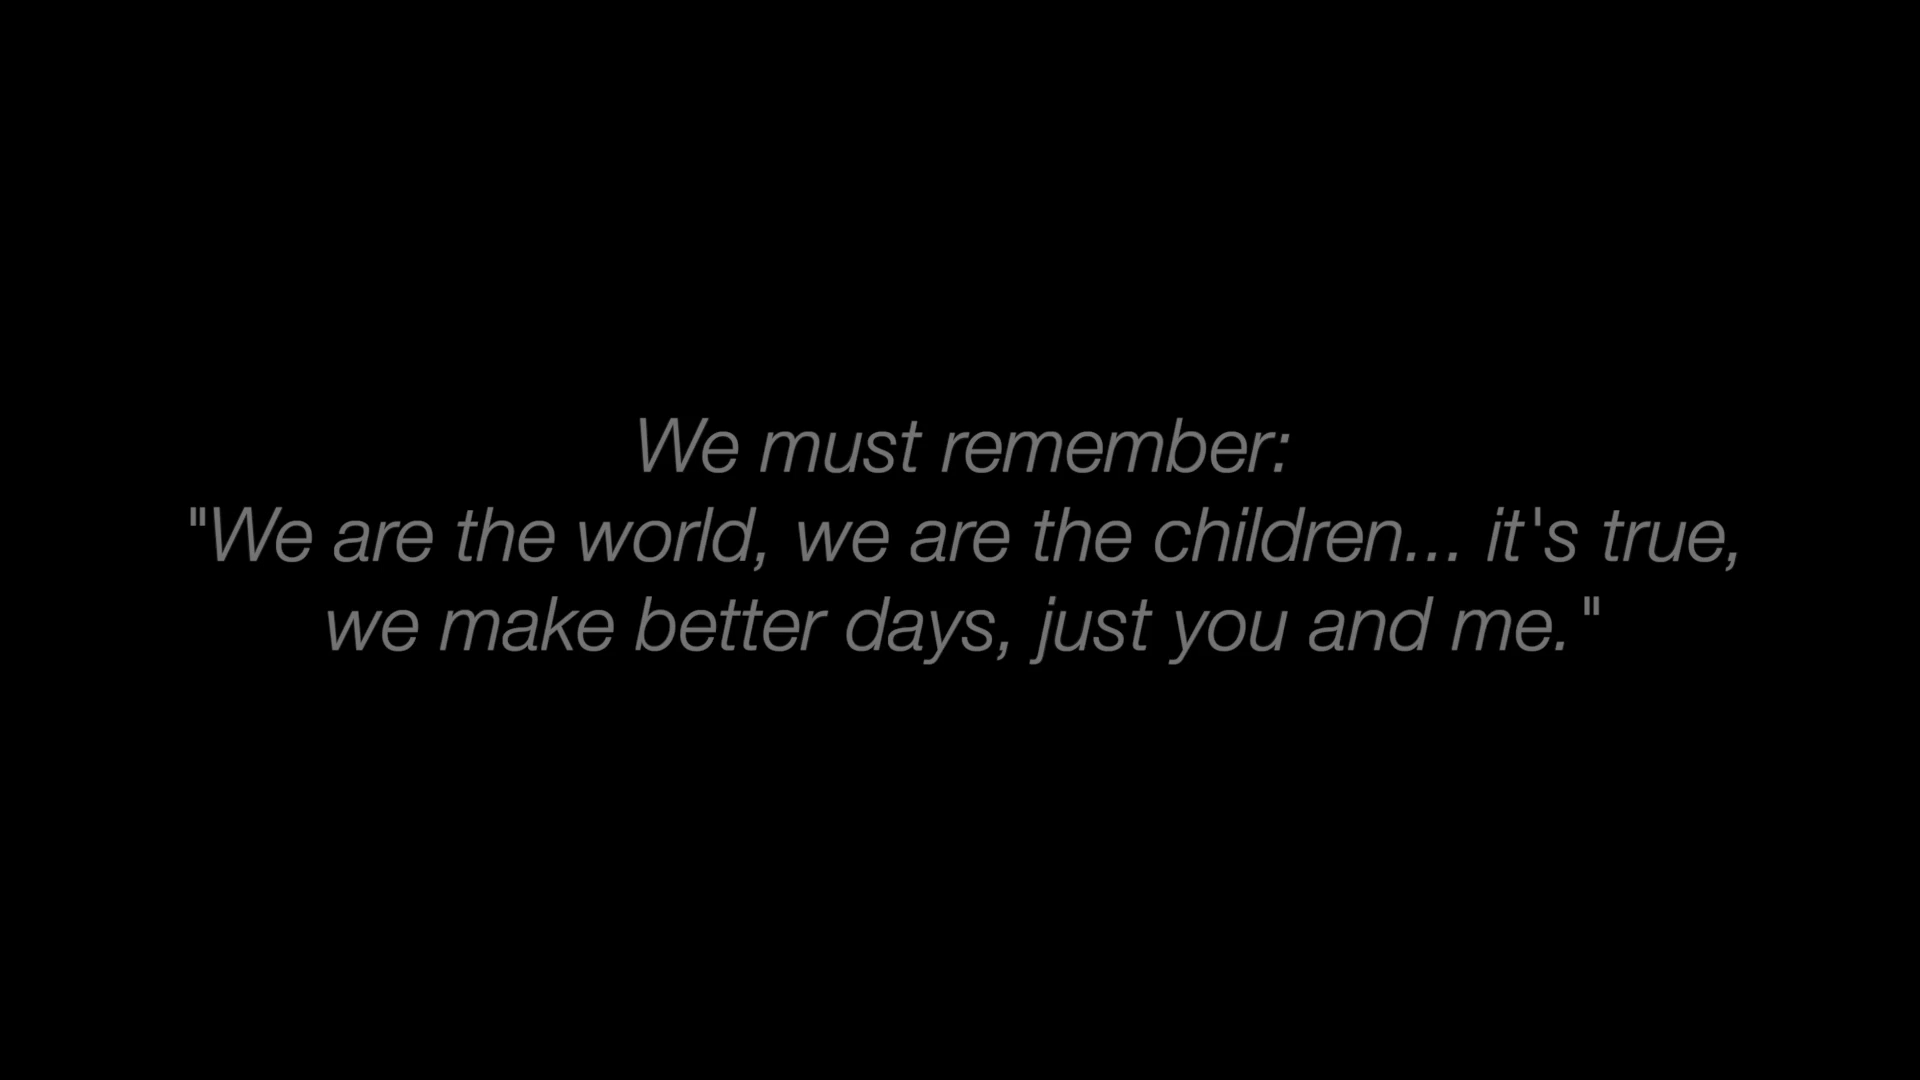 We must remember:
"We are the world, we are the children... it's true,
we make better days, just you and me."